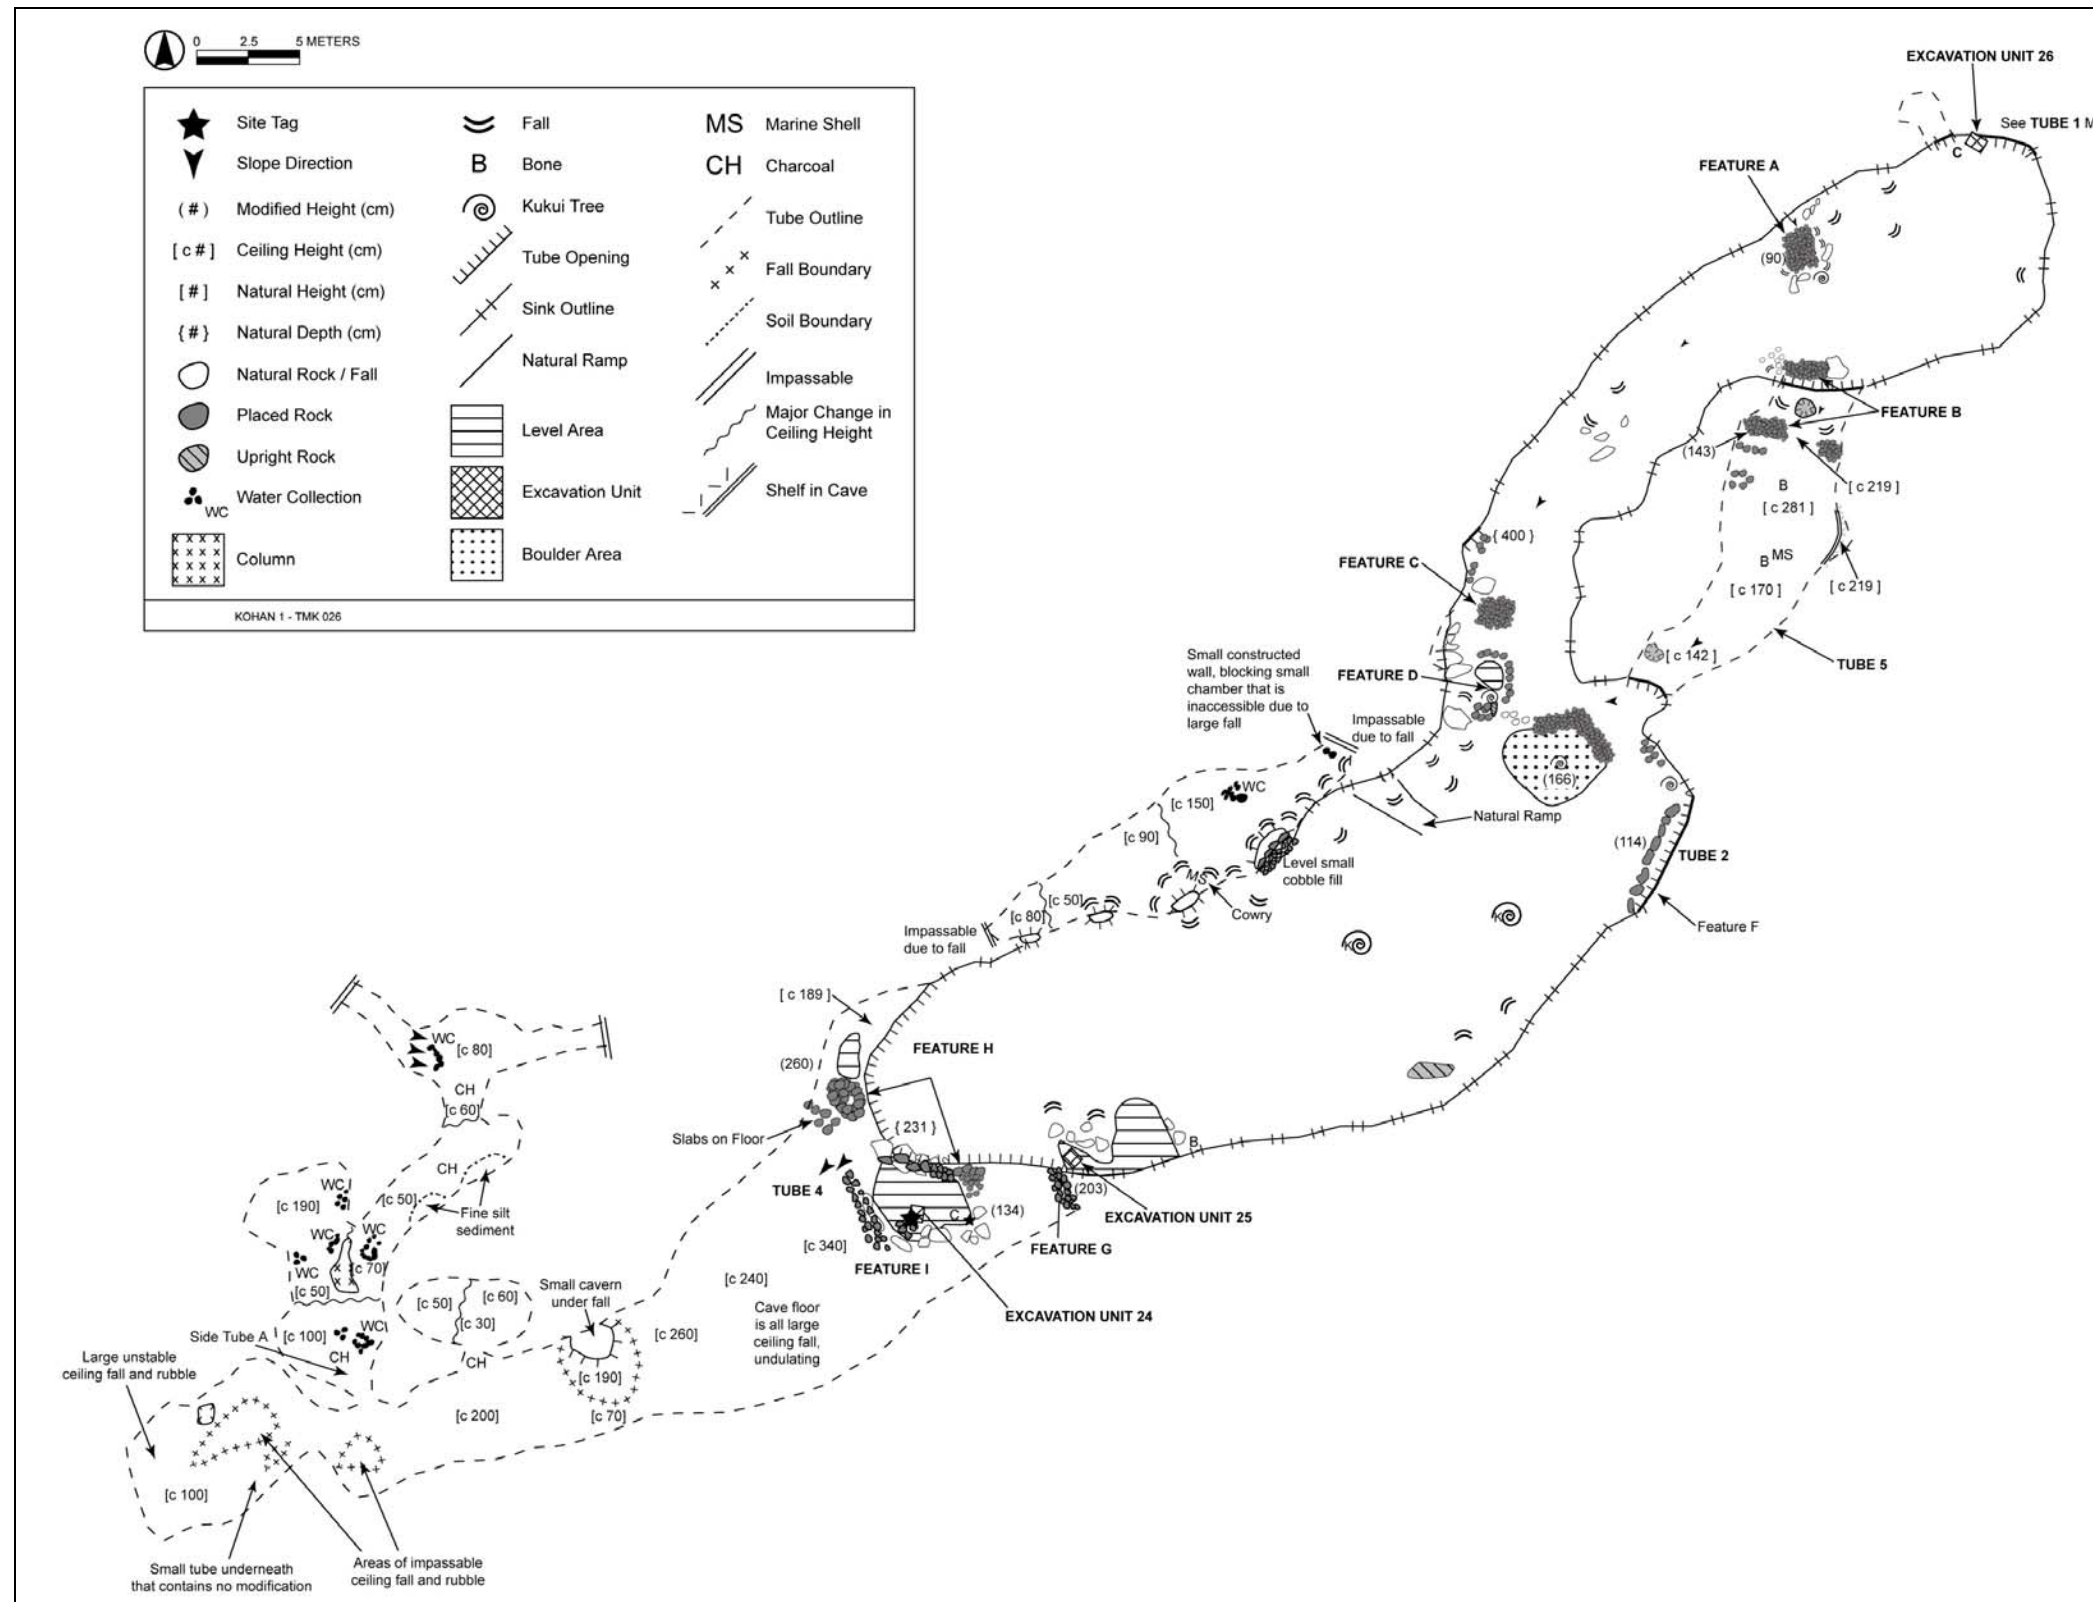 0 2.5 5 METERS
Site Tag
Slope Direction
(#) Modified Height (cm)
[c #] Ceiling Height (cm)
[#] Natural Height (cm)
{#} Natural Depth (cm)
Natural Rock / Fall
Placed Rock
Upright Rock
WC Water Collection
Column
Fall
B Bone
Kukui Tree
Tube Opening
Sink Outline
Natural Ramp
Level Area
Excavation Unit
Boulder Area
MS Marine Shell
CH Charcoal
Tube Outline
Fall Boundary
Soil Boundary
Impassable
Major Change in
Ceiling Height
Shelf in Cave
KOHAN 1 - TMK 026
EXCAVATION UNIT 26
See TUBE 1 M
C
FEATURE A
(90)
FEATURE B
(143)
[c 219]
B
[c 281]
B MS
[c 170]
[c 219]
{400}
FEATURE C
[c 142]
TUBE 5
FEATURE D
Small constructed
wall, blocking small
chamber that is
inaccessible due to
large fall
Impassable
due to fall
(166)
WC
[c 150]
Natural Ramp
[c 90]
(114)
TUBE 2
Level small
cobble fill
MS
Cowry
[c 50]
[c 80]
K
K
Feature F
Impassable
due to fall
[c 189]
WC
[c 80]
FEATURE H
(260)
CH
[c 60]
{231}
Slabs on Floor
B
CH
WC
[c 190]
[c 50]
Fine silt
sediment
TUBE 4
(203)
C
(134)
EXCAVATION UNIT 25
WC
WC
[c 340]
FEATURE G
FEATURE I
WC
[c 70]
[c 50]
[c 240]
Small cavern
under fall
[c 50]
[c 60]
[c 30]
Cave floor
is all large
ceiling fall,
undulating
EXCAVATION UNIT 24
Side Tube A
[c 100]
WC
CH
[c 260]
Large unstable
ceiling fall and rubble
CH
[c 190]
[c 200]
[c 70]
[c 100]
Small tube underneath
that contains no modification
Areas of impassable
ceiling fall and rubble